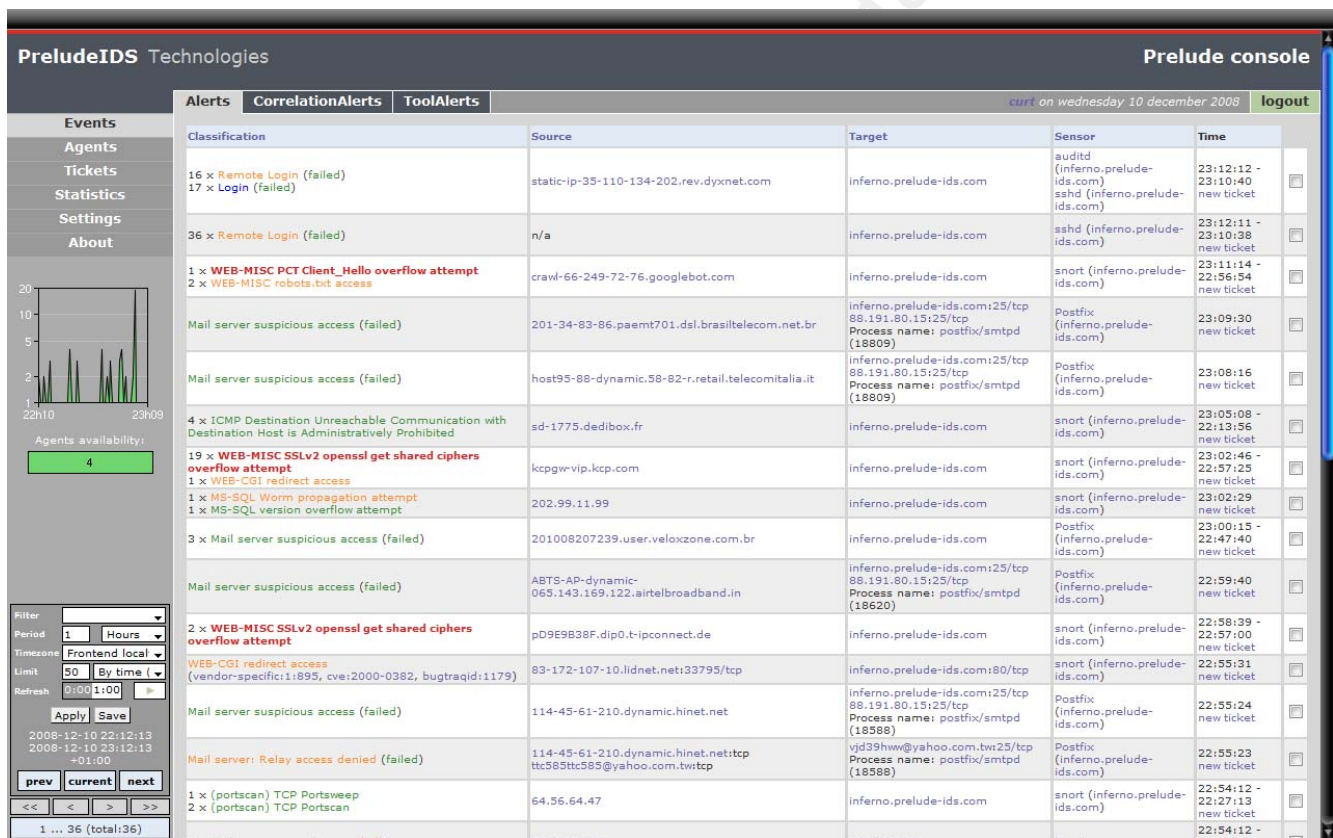 PreludeIDS Technologies
Prelude console
Alerts
CorrelationAlerts
ToolAlerts
curt on wednesday 10 december 2008
logout
Events
Agents
Tickets
Statistics
Settings
About
20
10
5
2
1
22h10
23h09
Agents availability:
4
Filter
Period
1
Hours
Timezone
Frontend local
Limit
50
By time (
Refresh
0:00
1:00
Apply
Save
2008-12-10 22:12:13
2008-12-10 23:12:13
+01:00
prev
current
next
<<
<
>
>>
1 ... 36 (total:36)
Classification
Source
Target
Sensor
Time
16 x Remote Login (failed)
17 x Login (failed)
static-ip-35-110-134-202.rev.dyxnet.com
inferno.prelude-ids.com
auditd
(inferno.prelude-
ids.com)
sshd (inferno.prelude-
ids.com)
23:12:12 -
23:10:40
new ticket
36 x Remote Login (failed)
n/a
inferno.prelude-ids.com
sshd (inferno.prelude-
ids.com)
23:12:11 -
23:10:38
new ticket
1 x WEB-MISC PCT Client_Hello overflow attempt
2 x WEB-MISC robots.txt access
crawl-66-249-72-76.googlebot.com
inferno.prelude-ids.com
snort (inferno.prelude-
ids.com)
23:11:14 -
22:56:54
new ticket
Mail server suspicious access (failed)
201-34-83-86.paemt701.dsl.brasiltelecom.net.br
inferno.prelude-ids.com:25/tcp
88.191.80.15:25/tcp
Process name: postfix/smtpd
(18809)
Postfix
(inferno.prelude-
ids.com)
23:09:30
new ticket
Mail server suspicious access (failed)
host95-88-dynamic.58-82-r.retail.telecomitalia.it
inferno.prelude-ids.com:25/tcp
88.191.80.15:25/tcp
Process name: postfix/smtpd
(18809)
Postfix
(inferno.prelude-
ids.com)
23:08:16
new ticket
4 x ICMP Destination Unreachable Communication with
Destination Host is Administratively Prohibited
sd-1775.dedibox.fr
inferno.prelude-ids.com
snort (inferno.prelude-
ids.com)
23:05:08 -
22:13:56
new ticket
19 x WEB-MISC SSLv2 openssl get shared ciphers
overflow attempt
1 x WEB-CGI redirect access
kcpgw-vip.kcp.com
inferno.prelude-ids.com
snort (inferno.prelude-
ids.com)
23:02:46 -
22:57:25
new ticket
1 x MS-SQL Worm propagation attempt
1 x MS-SQL version overflow attempt
202.99.11.99
inferno.prelude-ids.com
snort (inferno.prelude-
ids.com)
23:02:29
new ticket
3 x Mail server suspicious access (failed)
201008207239.user.veloxzone.com.br
inferno.prelude-ids.com
Postfix
(inferno.prelude-
ids.com)
23:00:15 -
22:47:40
new ticket
Mail server suspicious access (failed)
ABTS-AP-dynamic-
065.143.169.122.airtelbroadband.in
inferno.prelude-ids.com:25/tcp
88.191.80.15:25/tcp
Process name: postfix/smtpd
(18620)
Postfix
(inferno.prelude-
ids.com)
22:59:40
new ticket
2 x WEB-MISC SSLv2 openssl get shared ciphers
overflow attempt
pD9E9B38F.dip0.t-ipconnect.de
inferno.prelude-ids.com
snort (inferno.prelude-
ids.com)
22:58:39 -
22:57:00
new ticket
WEB-CGI redirect access
(vendor-specific:1:895, cve:2000-0382, bugtraqid:1179)
83-172-107-10.lidnet.net:33795/tcp
inferno.prelude-ids.com:80/tcp
snort (inferno.prelude-
ids.com)
22:55:31
new ticket
Mail server suspicious access (failed)
114-45-61-210.dynamic.hinet.net
inferno.prelude-ids.com:25/tcp
88.191.80.15:25/tcp
Process name: postfix/smtpd
(18588)
Postfix
(inferno.prelude-
ids.com)
22:55:24
new ticket
Mail server: Relay access denied (failed)
114-45-61-210.dynamic.hinet.net:tcp
ttc585ttc585@yahoo.com.tw:tcp
vjd39hww@yahoo.com.tw:25/tcp
Process name: postfix/smtpd
(18588)
Postfix
(inferno.prelude-
ids.com)
22:55:23
new ticket
1 x (portscan) TCP Portsweep
2 x (portscan) TCP Portscan
64.56.64.47
inferno.prelude-ids.com
snort (inferno.prelude-
ids.com)
22:54:12 -
22:27:13
new ticket
22:54:12 -